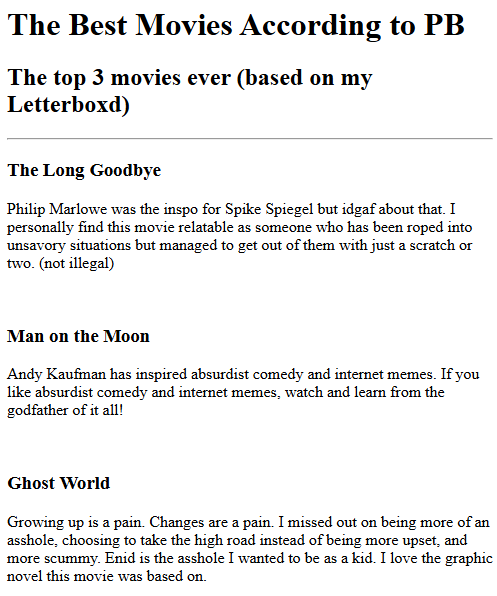 The Best Movies According to PB
The top 3 movies ever (based on my
Letterboxd)
The Long Goodbye
Philip Marlowe was the inspo for Spike Spiegel but idgaf about that. I
personally find this movie relatable as someone who has been roped into
unsavory situations but managed to get out of them with just a scratch or
two. (not illegal)
Man on the Moon
Andy Kaufman has inspired absurdist comedy and internet memes. If you
like absurdist comedy and internet memes, watch and learn from the
godfather of it all!
Ghost World
Growing up is a pain. Changes are a pain. I missed out on being more of an
asshole, choosing to take the high road instead of being more upset, and
more scummy. Enid is the asshole I wanted to be as a kid. I love the graphic
novel this movie was based on.